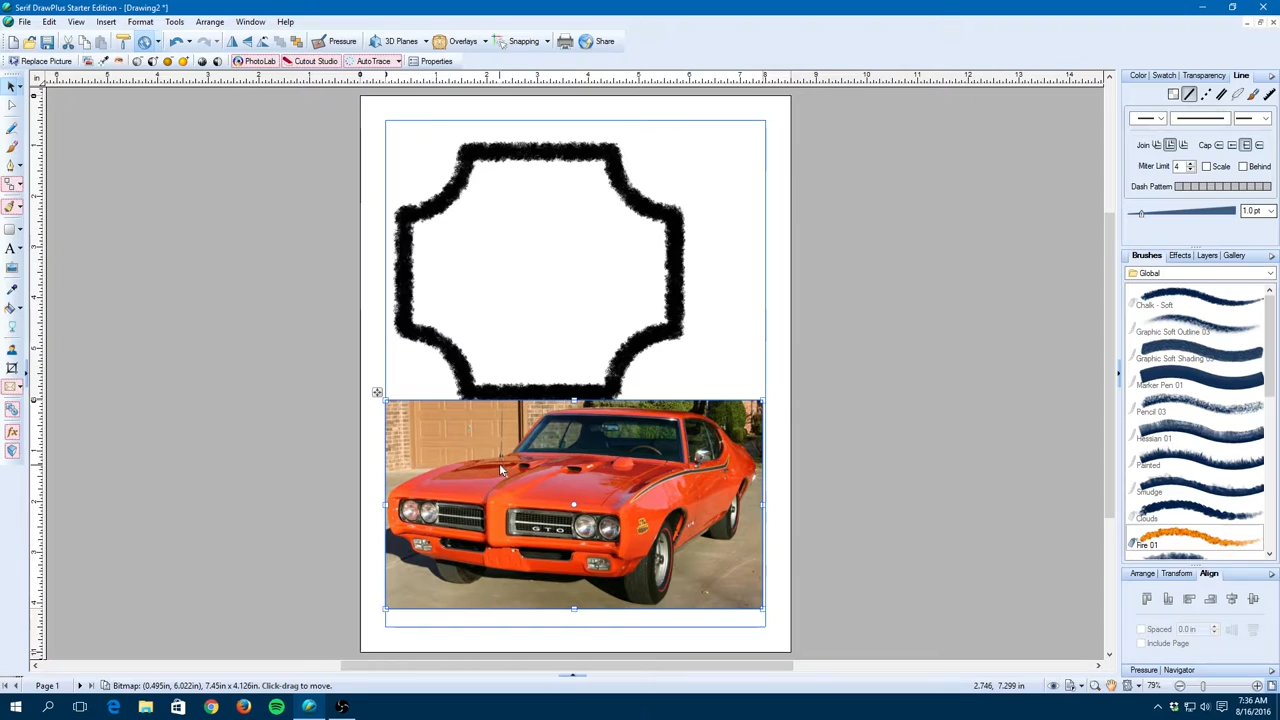 Serif DrawPlus Starter Edition - [Drawing2 *]
File Edit View Insert Format Arrange Window Help
Pressure 3D Planes Overlays Snapping Share
Replace Picture PhotoLab Cutout Studio AutoTrace Properties
Color Swatch Transparency Line
Join Cap
Miter Limit 4 Scale Behind
Dash Pattern
1.0 pt
Brushes Effects Layers Gallery
Global
Chalk - Soft
Graphic Soft Outline 03
Graphic Soft Shading
Marker Pen 01
Pencil 03
Hessian 01
Painted
Smudge
Clouds
Fire 01
GTO
Arrange Transform Align
Spaced 0.0 in
Include Page
Pressure Navigator
Page 1 Bitmap: (0.495in, 6.022in), 7.45in x 4.126in. Click-drag to move. 2.746, 7.299 in 79%
7:36 AM
8/16/2016